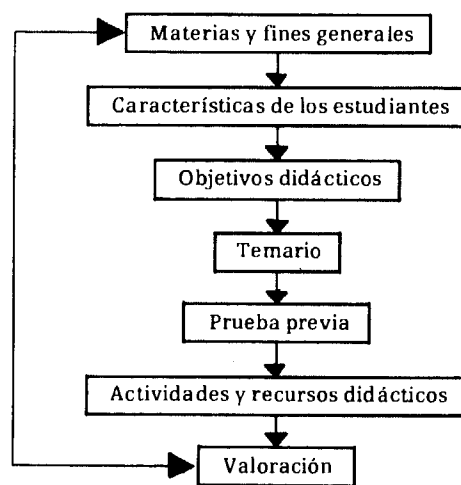 Materias y fines generales
Características de los estudiantes
Objetivos didácticos
Temario
Prueba previa
Actividades y recursos didácticos
Valoración